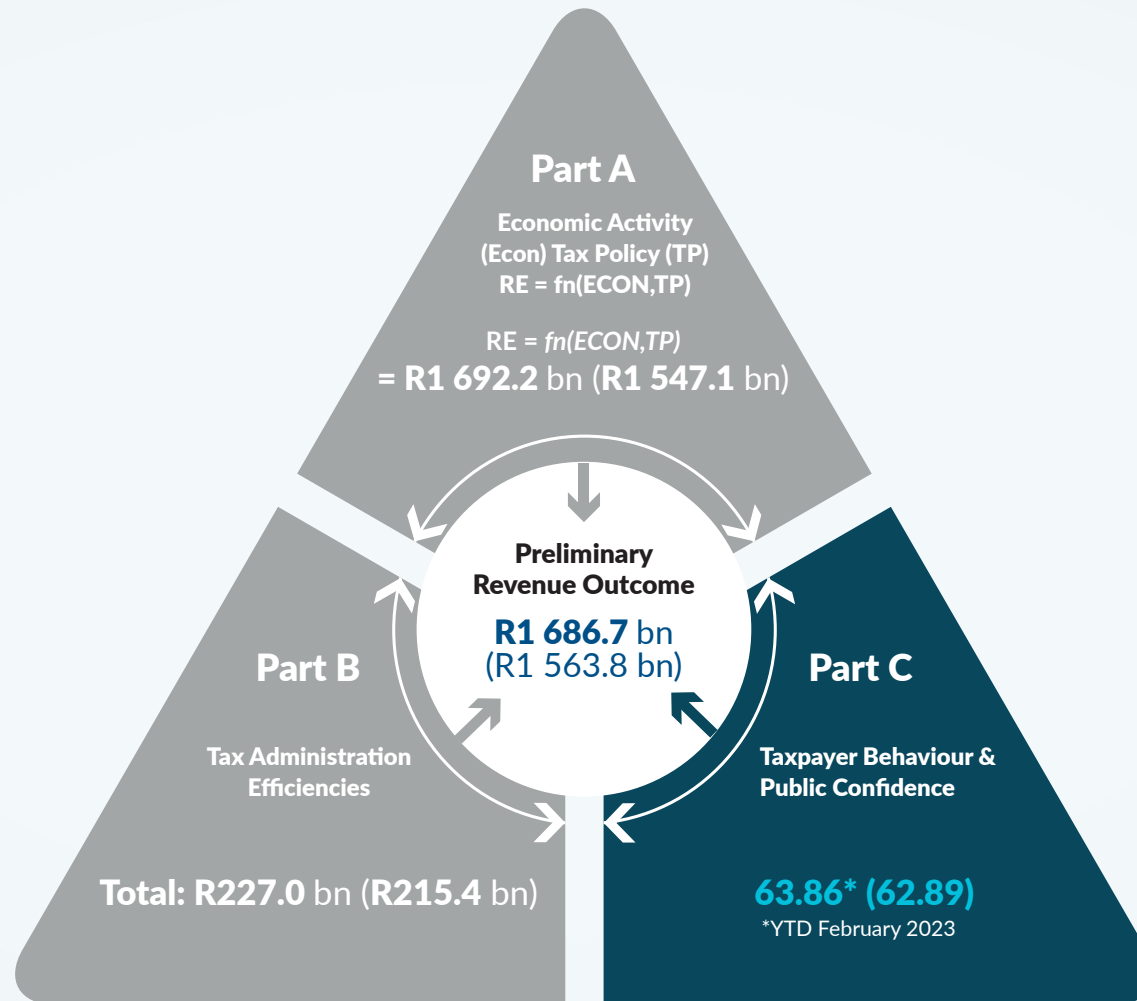 Part A
Economic Activity
(Econ) Tax Policy (TP)
RE = fn(ECON,TP)
RE = fn(ECON,TP)
= R1 692.2 bn (R1 547.1 bn)
Preliminary
Revenue Outcome
R1 686.7 bn
(R1 563.8 bn)
Part B
Tax Administration
Efficiencies
Total: R227.0 bn (R215.4 bn)
Part C
Taxpayer Behaviour &
Public Confidence
63.86* (62.89)
*YTD February 2023